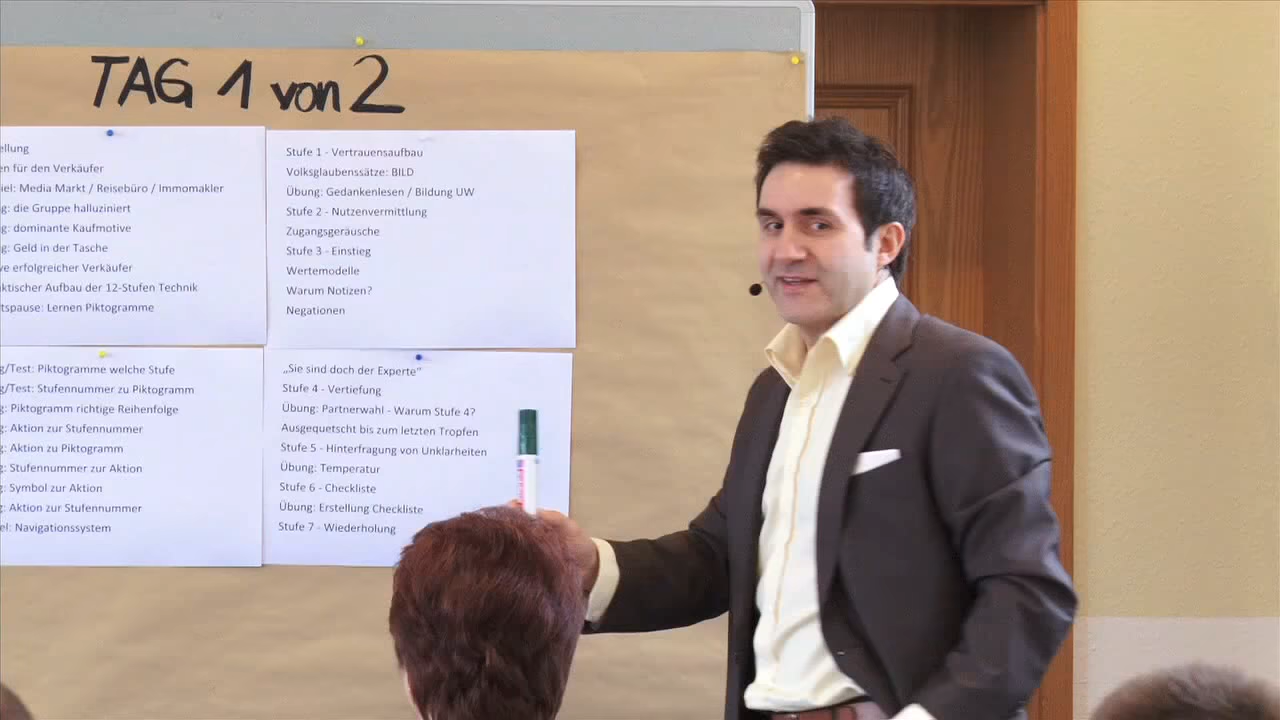 TAG 1 von 2
ellung
en für den Verkäufer
iel: Media Markt / Reisebüro / Immomakler
g: die Gruppe halluziniert
g: dominante Kaufmotive
g: Geld in der Tasche
ve erfolgreicher Verkäufer
aktischer Aufbau der 12-Stufen Technik
tspause: Lernen Piktogramme
Stufe 1 - Vertrauensaufbau
Volksglaubenssätze: BILD
Übung: Gedankenlesen / Bildung UW
Stufe 2 - Nutzenvermittlung
Zugangsgeräusche
Stufe 3 - Einstieg
Wertemodelle
Warum Notizen?
Negationen
g/Test: Piktogramme welche Stufe
g/Test: Stufennummer zu Piktogramm
g: Piktogramm richtige Reihenfolge
g: Aktion zur Stufennummer
g: Aktion zu Piktogramm
g: Stufennummer zur Aktion
g: Symbol zur Aktion
g: Aktion zur Stufennummer
el: Navigationssystem
„Sie sind doch der Experte“
Stufe 4 - Vertiefung
Übung: Partnerwahl - Warum Stufe 4?
Ausgequetscht bis zum letzten Tropfen
Stufe 5 - Hinterfragung von Unklarheiten
Übung: Temperatur
Stufe 6 - Checkliste
Übung: Erstellung Checkliste
Stufe 7 - Wiederholung